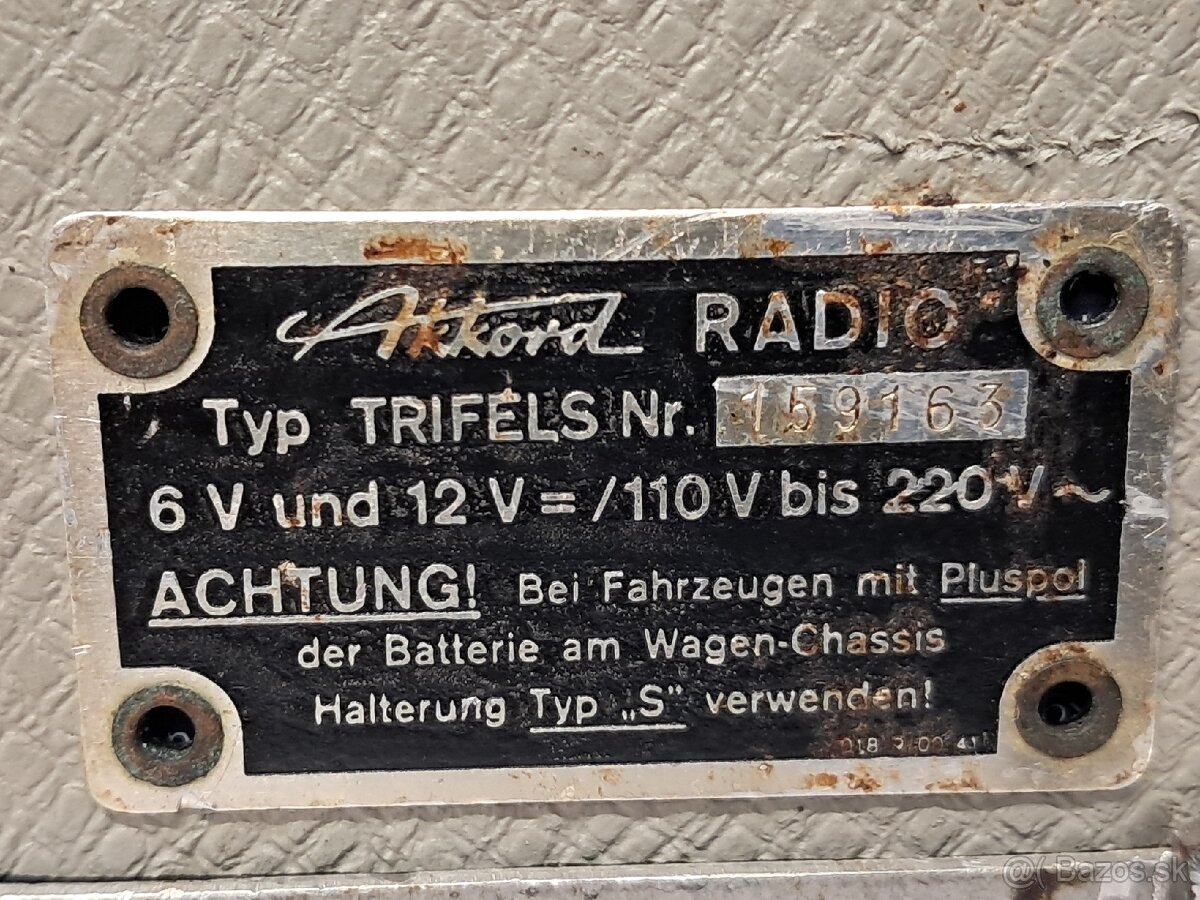 Akkord RADIO
Typ TRIFELS Nr. 159163
6 V und 12 V = /110 V bis 220 V ~
ACHTUNG! Bei Fahrzeugen mit Pluspol
der Batterie am Wagen-Chassis
Halterung Typ „S" verwenden!
@( Bazos.sk